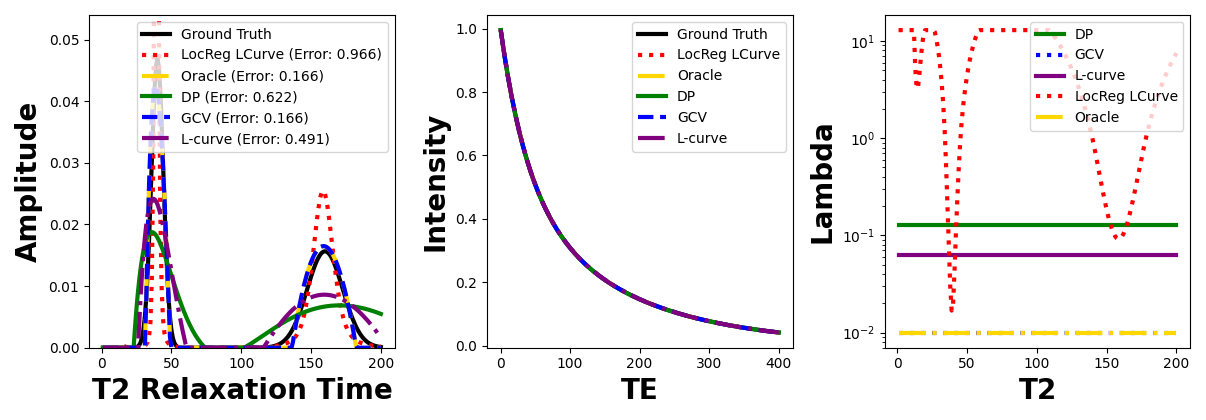 Amplitude
0.05
0.04
0.03
0.02
0.01
0.00
Ground Truth
LocReg LCurve (Error: 0.966)
Oracle (Error: 0.166)
DP (Error: 0.622)
GCV (Error: 0.166)
L-curve (Error: 0.491)
0 50 100 150 200
T2 Relaxation Time
Intensity
1.0
0.8
0.6
0.4
0.2
0.0
Ground Truth
LocReg LCurve
Oracle
DP
GCV
L-curve
0 100 200 300 400
TE
Lambda
10¹
10⁰
10⁻¹
10⁻²
DP
GCV
L-curve
LocReg LCurve
Oracle
0 50 100 150 200
T2